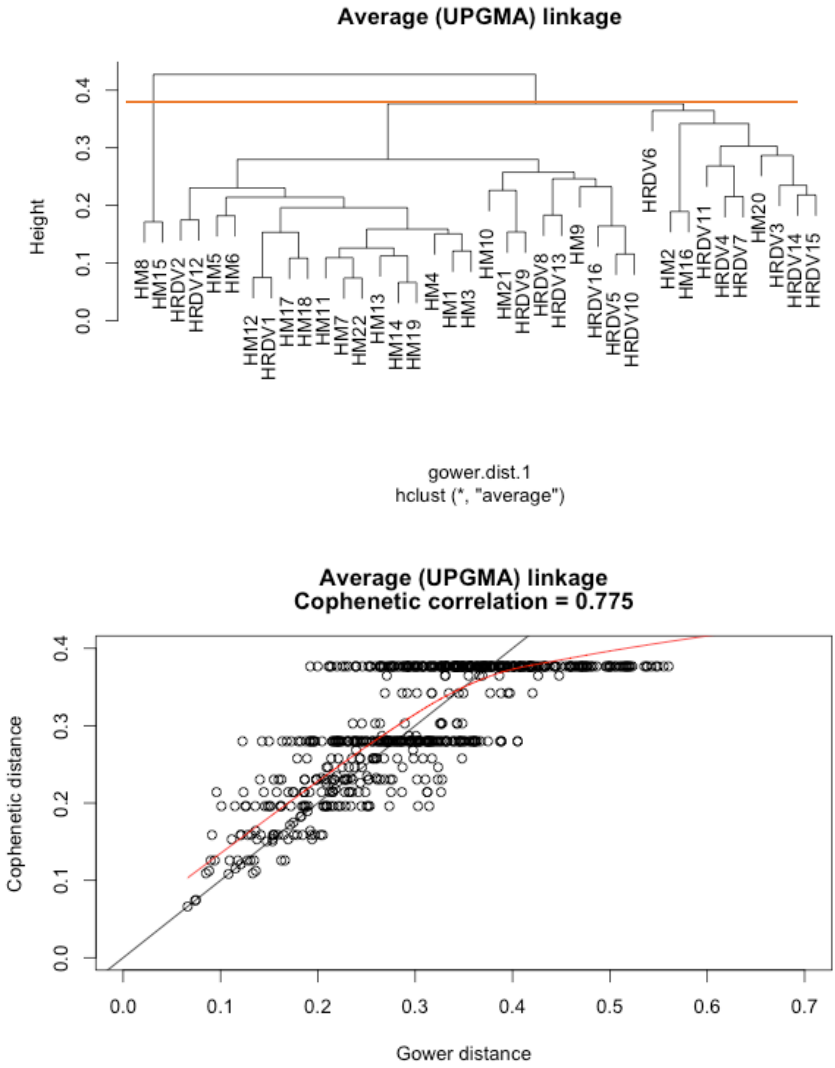 Average (UPGMA) linkage
Height
0.0 0.1 0.2 0.3 0.4
HM8
HM15
HRDV2
HRDV12
HM5
HM6
HM12
HRDV1
HM17
HM18
HM11
HM7
HM22
HM13
HM14
HM19
HM4
HM1
HM3
HM10
HM21
HRDV9
HRDV8
HRDV13
HM9
HRDV16
HRDV5
HRDV10
HRDV6
HM2
HM16
HRDV11
HRDV4
HRDV7
HM20
HRDV3
HRDV14
HRDV15
gower.dist.1
hclust (*, "average")
Average (UPGMA) linkage
Cophenetic correlation = 0.775
Cophenetic distance
0.0 0.1 0.2 0.3 0.4
0.0 0.1 0.2 0.3 0.4 0.5 0.6 0.7
Gower distance